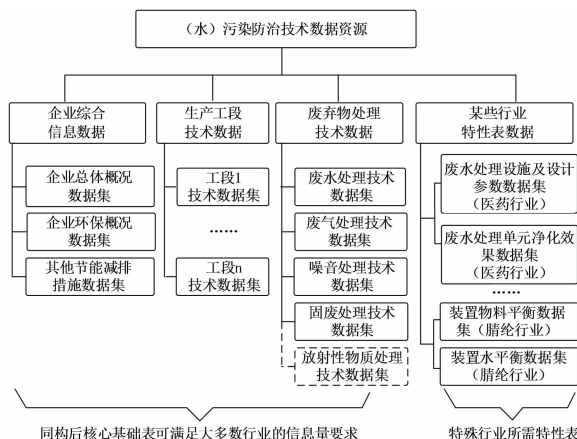 （水）污染防治技术数据资源
企业综合
信息数据
生产工段
技术数据
废弃物处理
技术数据
某些行业
特性表数据
企业总体概况
数据集
企业环保概况
数据集
其他节能减排
措施数据集
工段1
技术数据集
……
工段n
技术数据集
废水处理技术
数据集
废气处理技术
数据集
噪音处理技术
数据集
固废处理技术
数据集
放射性物质处理
技术数据集
废水处理设施及设计
参数数据集
（医药行业）
废水处理单元净化效
果数据集
（医药行业）
……
装置物料平衡数据
集（腈纶行业）
装置水平衡数据集
（腈纶行业）
同构后核心基础表可满足大多数行业的信息量要求
特殊行业所需特性表